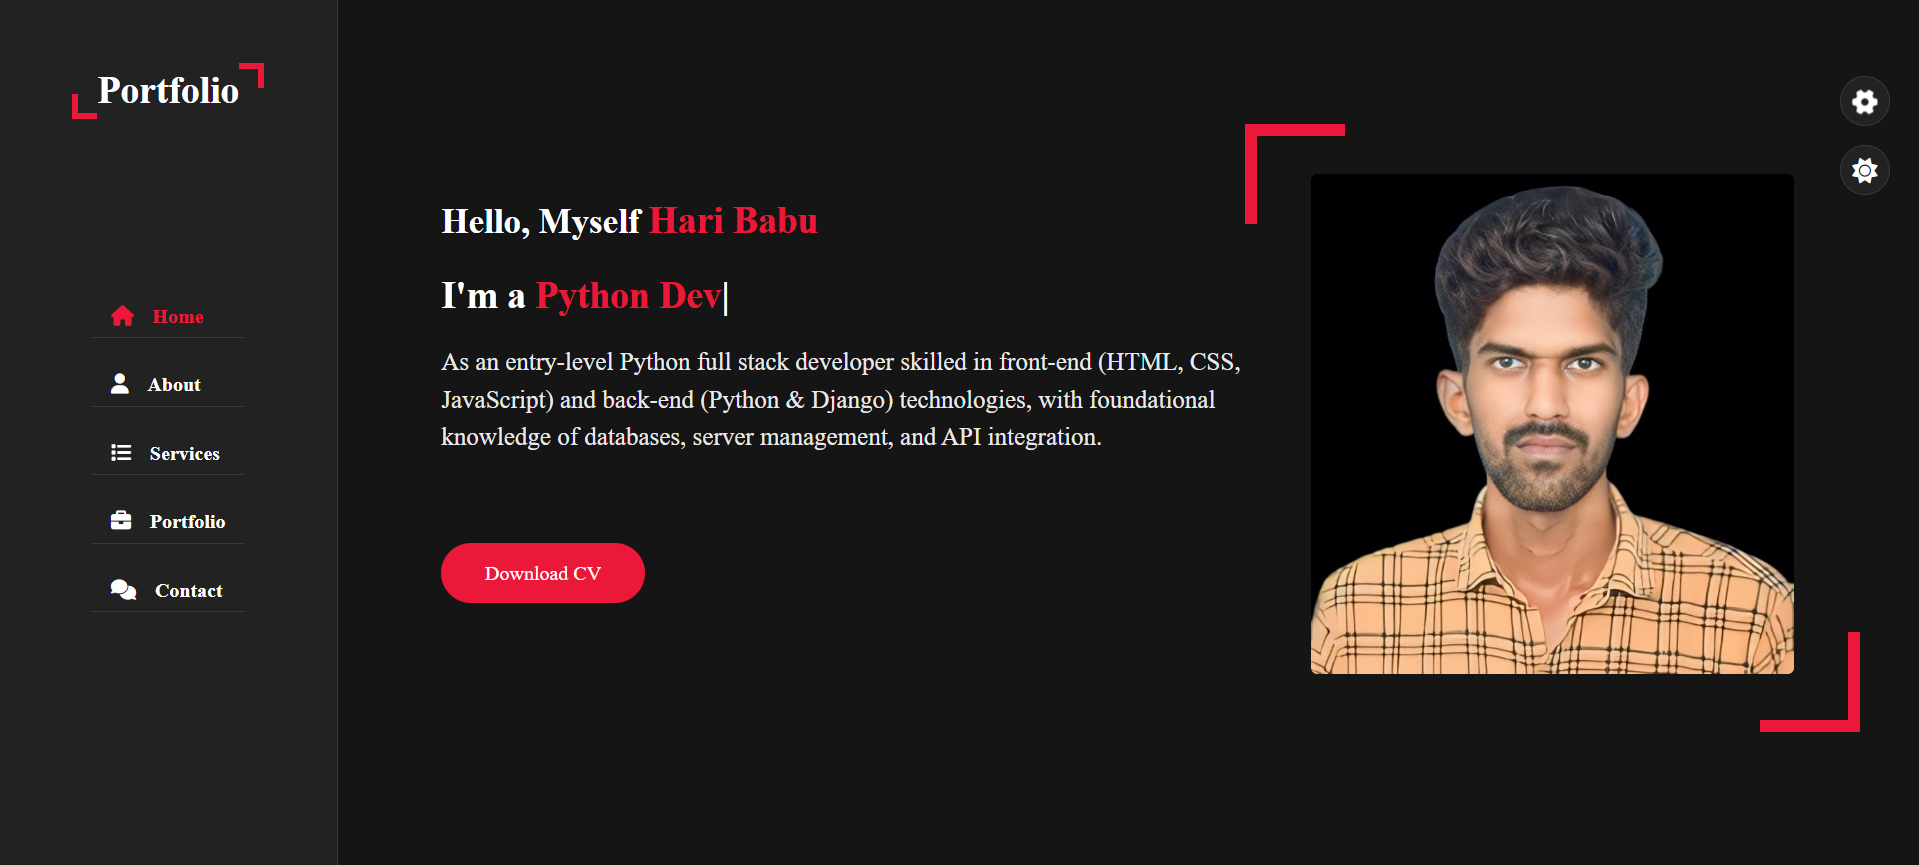 Portfolio
Home
About
Services
Portfolio
Contact
Hello, Myself Hari Babu
I'm a Python Dev|
As an entry-level Python full stack developer skilled in front-end (HTML, CSS,
JavaScript) and back-end (Python & Django) technologies, with foundational
knowledge of databases, server management, and API integration.
Download CV